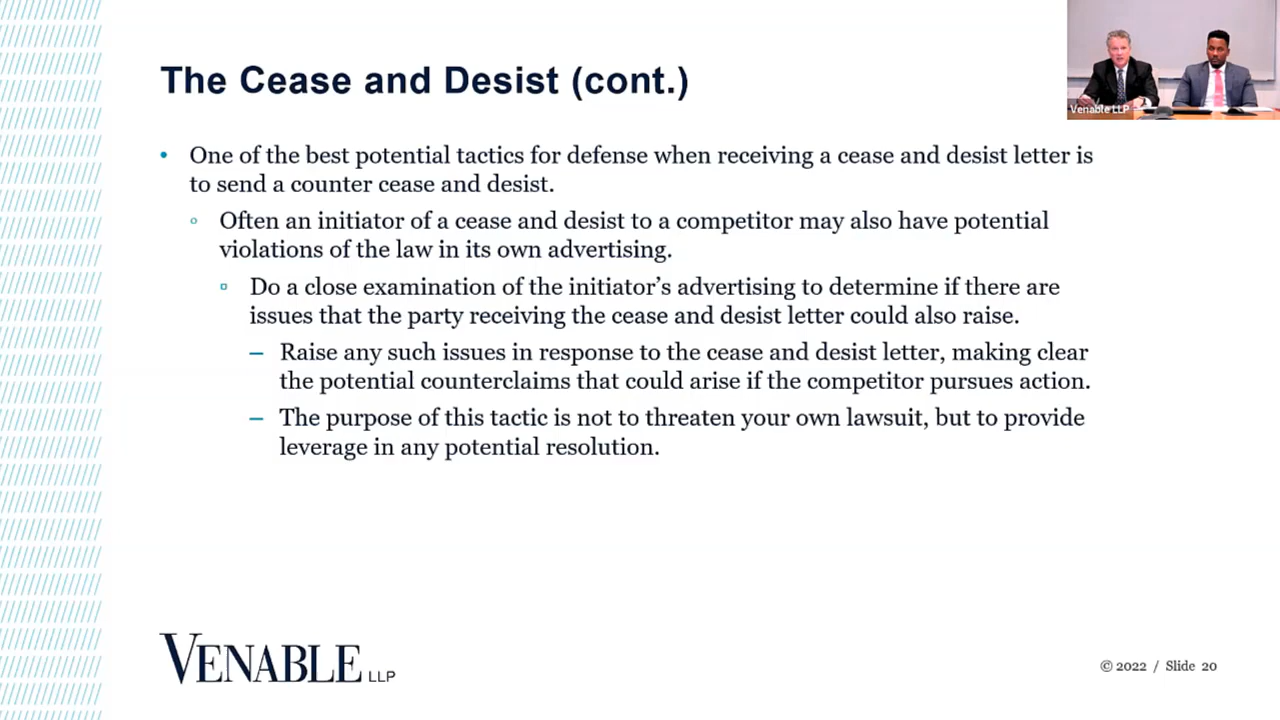 The Cease and Desist (cont.)
Venable LLP
• One of the best potential tactics for defense when receiving a cease and desist letter is
to send a counter cease and desist.
Often an initiator of a cease and desist to a competitor may also have potential
violations of the law in its own advertising.
Do a close examination of the initiator’s advertising to determine if there are
issues that the party receiving the cease and desist letter could also raise.
– Raise any such issues in response to the cease and desist letter, making clear
the potential counterclaims that could arise if the competitor pursues action.
– The purpose of this tactic is not to threaten your own lawsuit, but to provide
leverage in any potential resolution.
VENABLE LLP
© 2022 / Slide 20